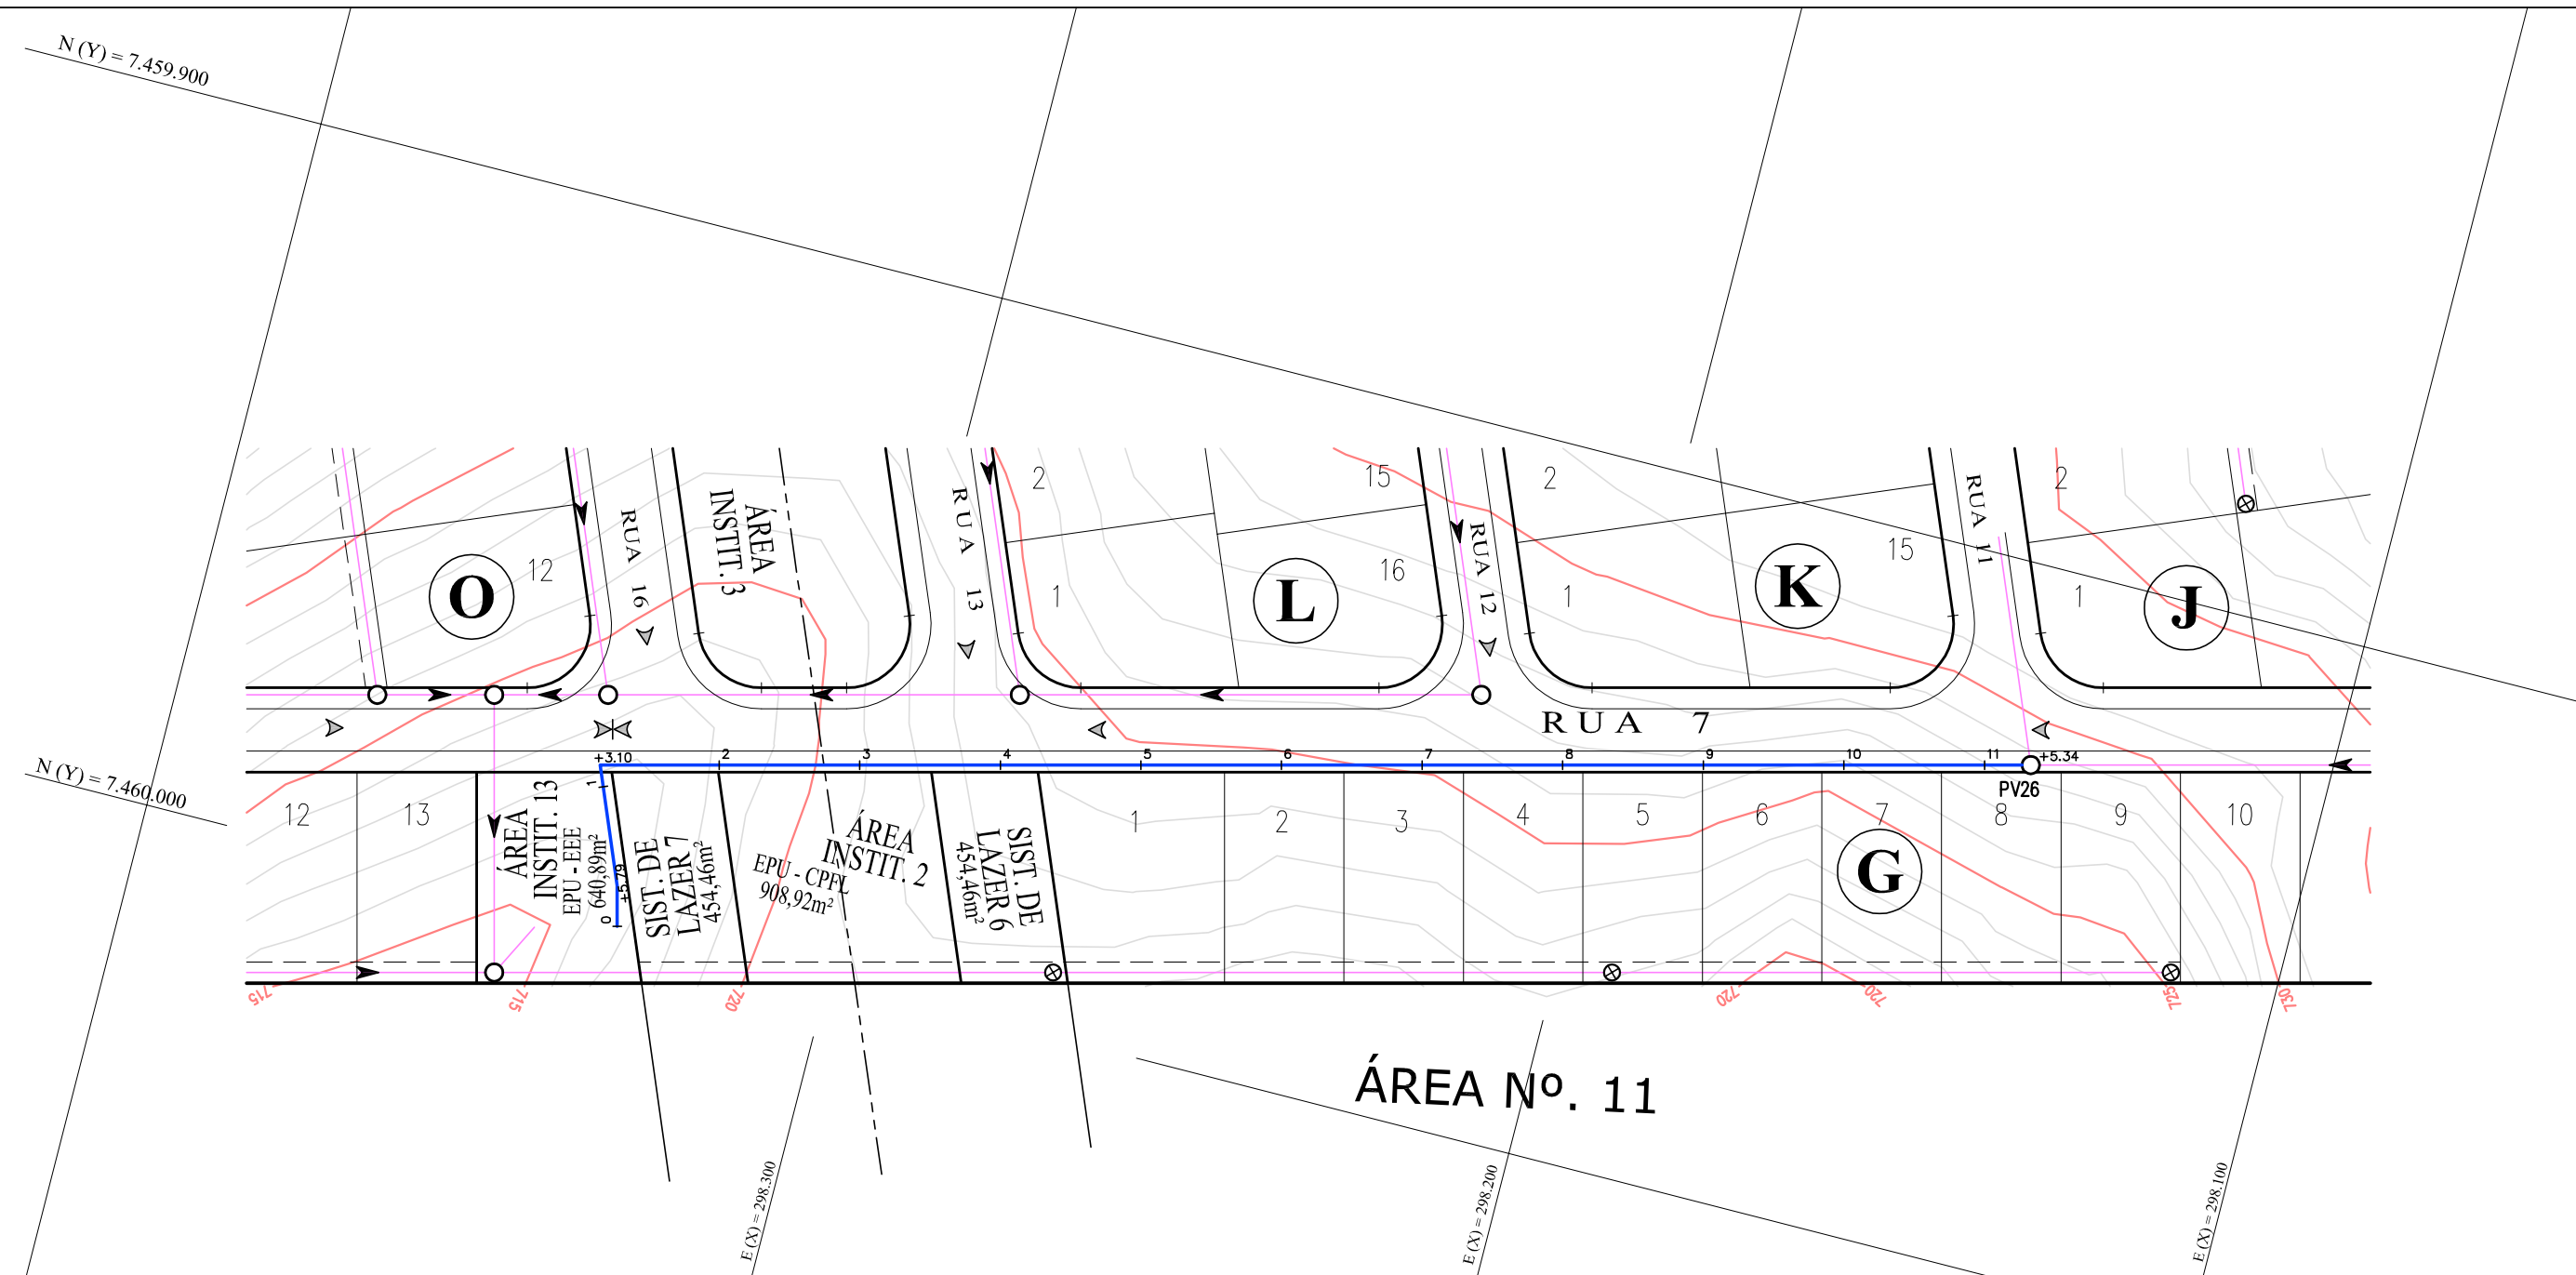 N (Y) = 7.459.900
N (Y) = 7.460.000
O
12
RUA 16
ÁREA
INSTIT. 3
RUA 13
2
1
L
15
16
RUA 12
2
1
K
15
RUA 11
2
1
J
RUA 7
+3.10
2
3
4
5
6
7
8
9
10
11
+5.34
PV26
12
13
ÁREA
INSTIT. 13
EPU - EEE
640,89m²
1
0
+5.79
SIST. DE
LAZER 7
454,46m²
ÁREA
INSTIT. 2
EPU - CPFL
908,92m²
SIST. DE
LAZER 6
454,46m²
1
2
3
4
5
6
7
8
9
10
G
715
715
720
720
720
725
730
ÁREA Nº. 11
E (X) = 298.300
E (X) = 298.200
E (X) = 298.100